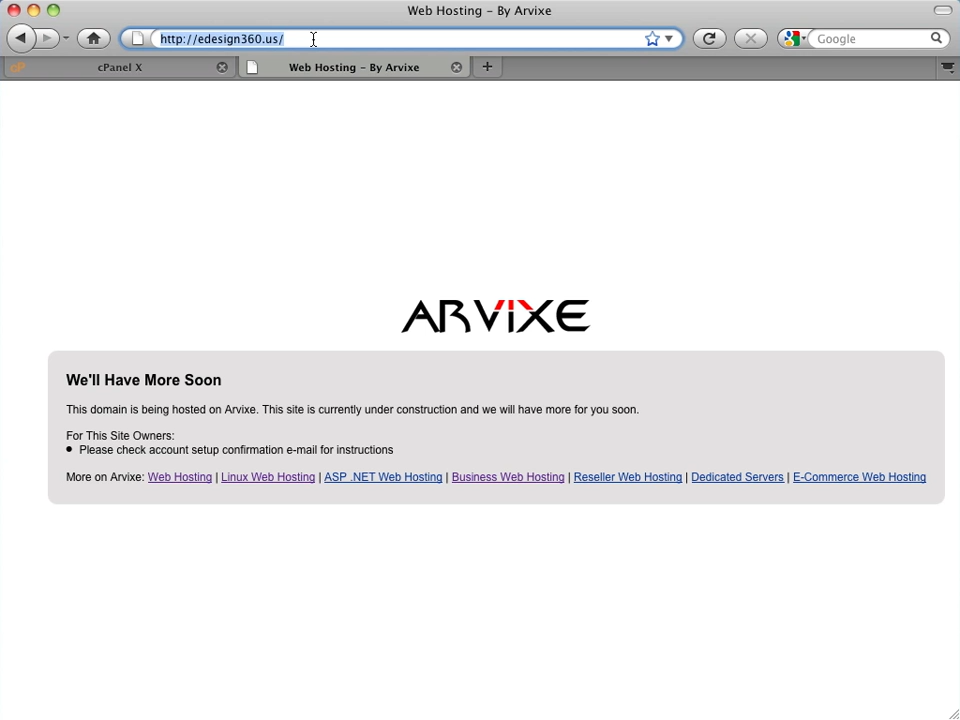 Web Hosting – By Arvixe
http://edesign360.us/
Google
cPanel X
Web Hosting – By Arvixe
ARVIXE
We'll Have More Soon
This domain is being hosted on Arvixe. This site is currently under construction and we will have more for you soon.
For This Site Owners:
• Please check account setup confirmation e-mail for instructions
More on Arvixe: Web Hosting | Linux Web Hosting | ASP .NET Web Hosting | Business Web Hosting | Reseller Web Hosting | Dedicated Servers | E-Commerce Web Hosting